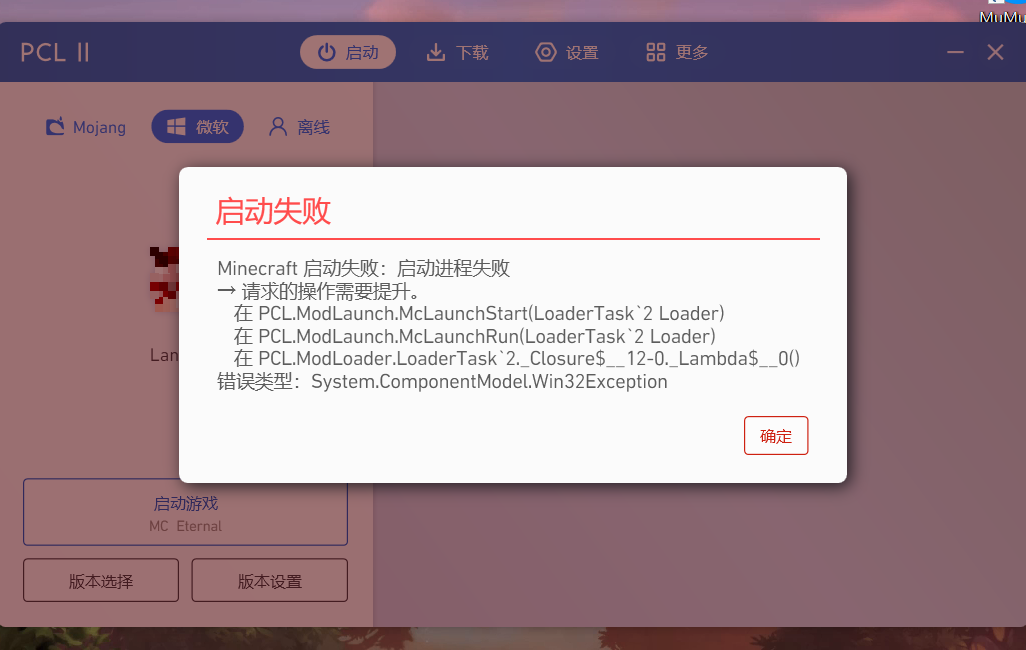 MuMu
PCL II
启动
下载
设置
更多
Mojang
微软
离线
启动失败
Minecraft 启动失败：启动进程失败
→ 请求的操作需要提升。
在 PCL.ModLaunch.McLaunchStart(LoaderTask`2 Loader)
在 PCL.ModLaunch.McLaunchRun(LoaderTask`2 Loader)
在 PCL.ModLoader.LoaderTask`2._Closure$__12-0._Lambda$__0()
错误类型：System.ComponentModel.Win32Exception
确定
Lan
启动游戏
MC Eternal
版本选择
版本设置